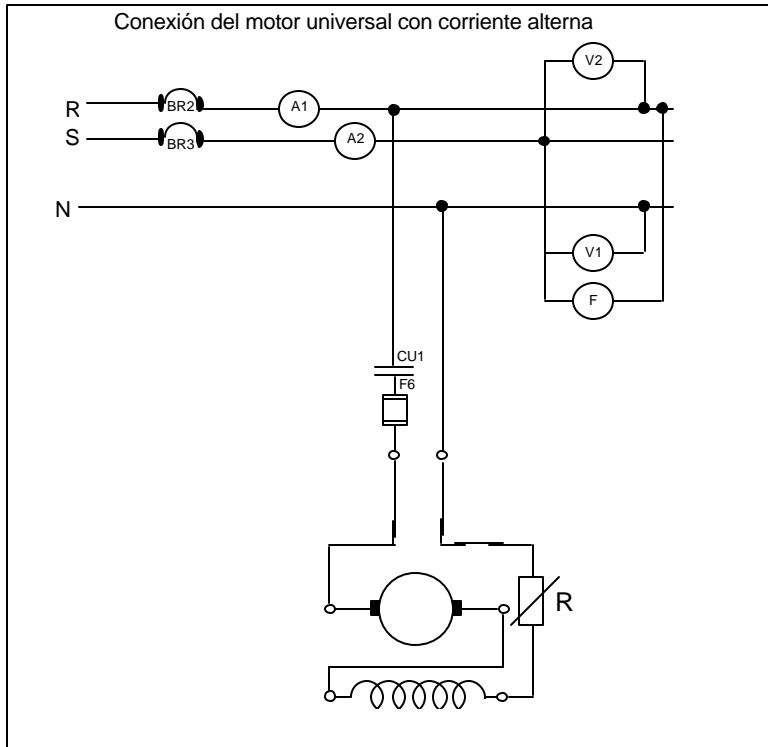 Conexión del motor universal con corriente alterna
V2
R
BR2
A1
S
BR3
A2
N
V1
F
CU1
F6
R